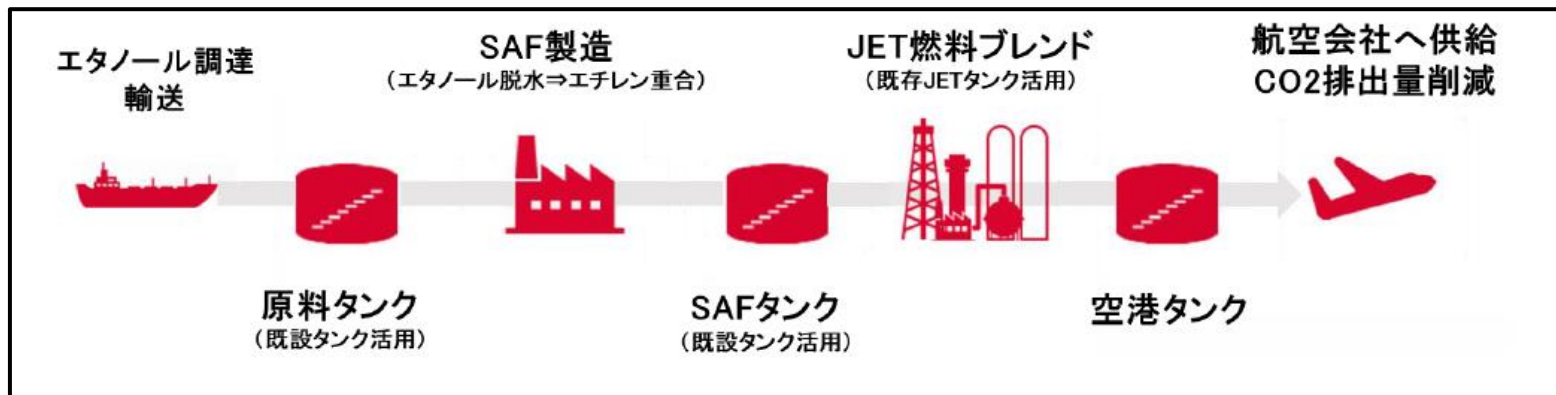 エタノール調達
輸送
SAF製造
(エタノール脱水⇒エチレン重合)
JET燃料ブレンド
(既存JETタンク活用)
航空会社へ供給
CO2排出量削減
原料タンク
(既設タンク活用)
SAFタンク
(既設タンク活用)
空港タンク